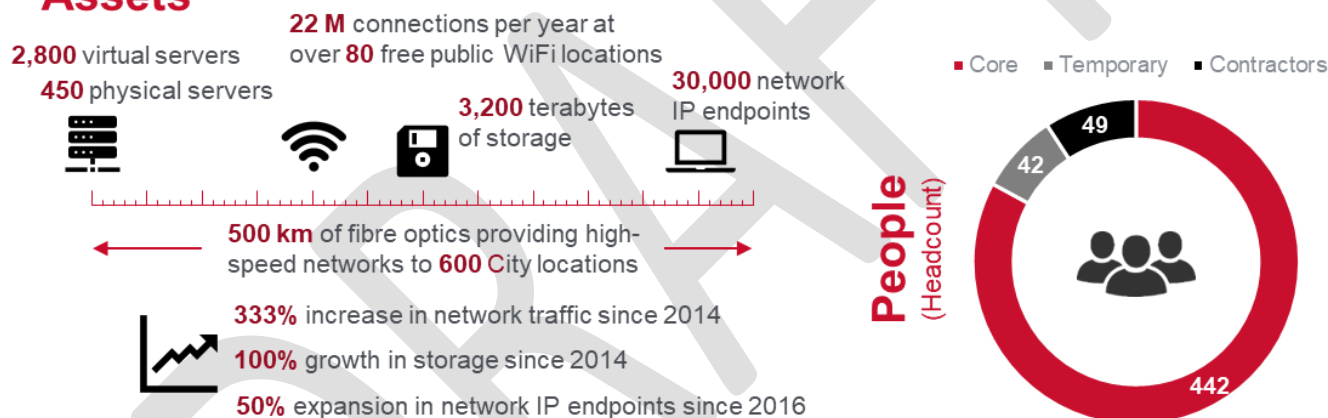 Assets
22 M connections per year at
over 80 free public WiFi locations
2,800 virtual servers
450 physical servers
3,200 terabytes
of storage
30,000 network
IP endpoints
500 km of fibre optics providing high-
speed networks to 600 City locations
333% increase in network traffic since 2014
100% growth in storage since 2014
50% expansion in network IP endpoints since 2016
Core Temporary Contractors
49
42
442
People
(Headcount)
DRAFT